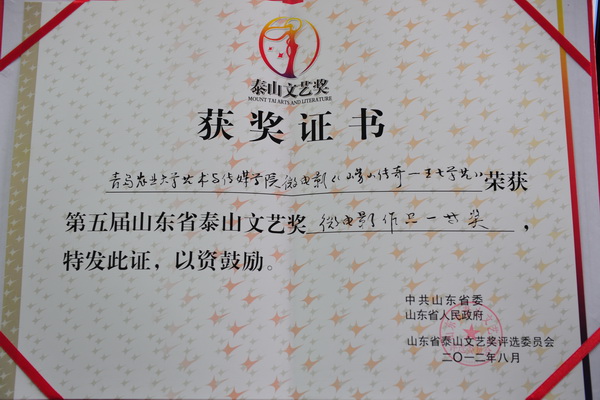 泰山文艺奖
MOUNT TAI ARTS AND LITERATURE
获奖证书
青岛农业大学艺术与传媒学院微电影《崂山传奇一王七学先》荣获
第五届山东省泰山文艺奖微电影作品一等奖，
特发此证，以资鼓励。
中共山东省委
山东省人民政府
山东省泰山文艺奖评选委员会
二〇一二年八月